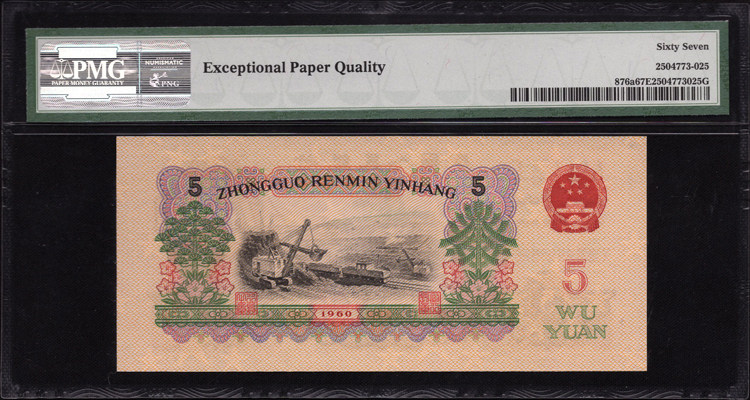 PMG
PAPER MONEY GUARANTY
NUMISMATIC
PNG
Exceptional Paper Quality
Sixty Seven
2504773-025
876a67E2504773025G
5 ZHONGGUO RENMIN YINHANG 5
5
WU
YUAN
1960